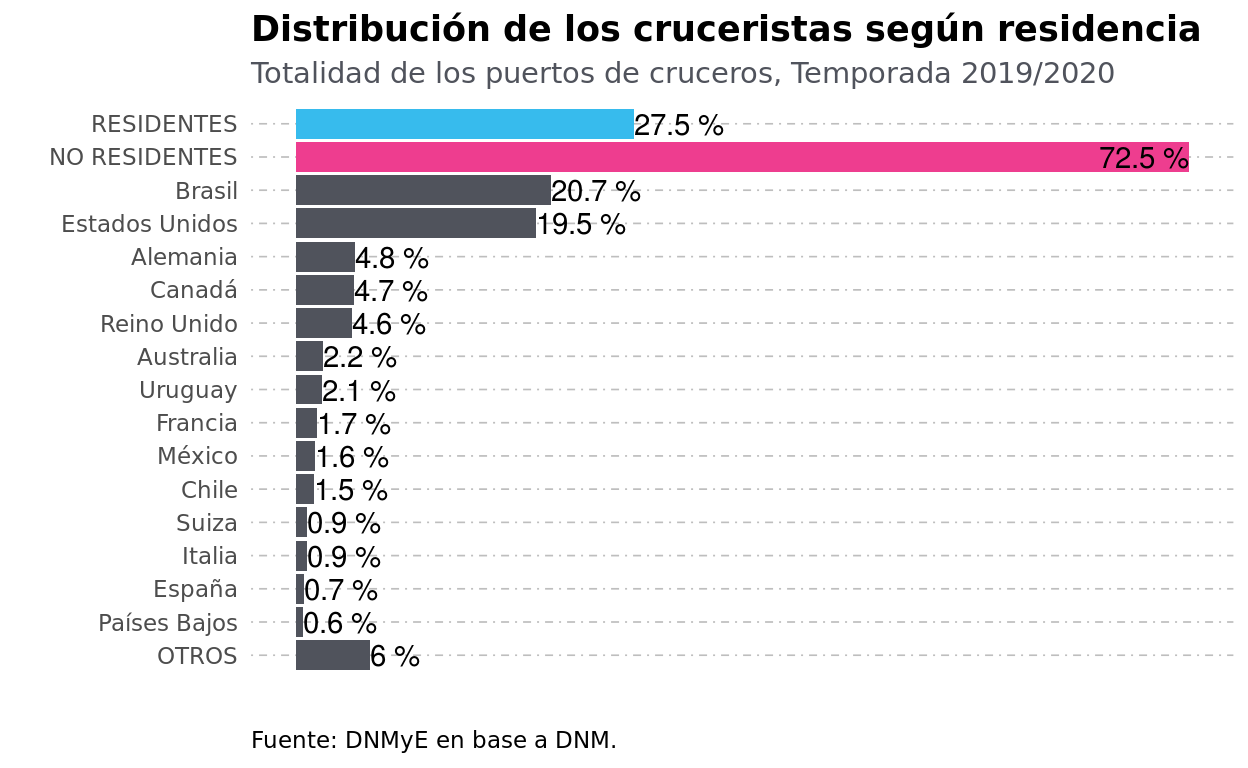 Distribución de los cruceristas según residencia
Totalidad de los puertos de cruceros, Temporada 2019/2020
RESIDENTES 27.5 %
NO RESIDENTES 72.5 %
Brasil 20.7 %
Estados Unidos 19.5 %
Alemania 4.8 %
Canadá 4.7 %
Reino Unido 4.6 %
Australia 2.2 %
Uruguay 2.1 %
Francia 1.7 %
México 1.6 %
Chile 1.5 %
Suiza 0.9 %
Italia 0.9 %
España 0.7 %
Países Bajos 0.6 %
OTROS 6 %
Fuente: DNMyE en base a DNM.